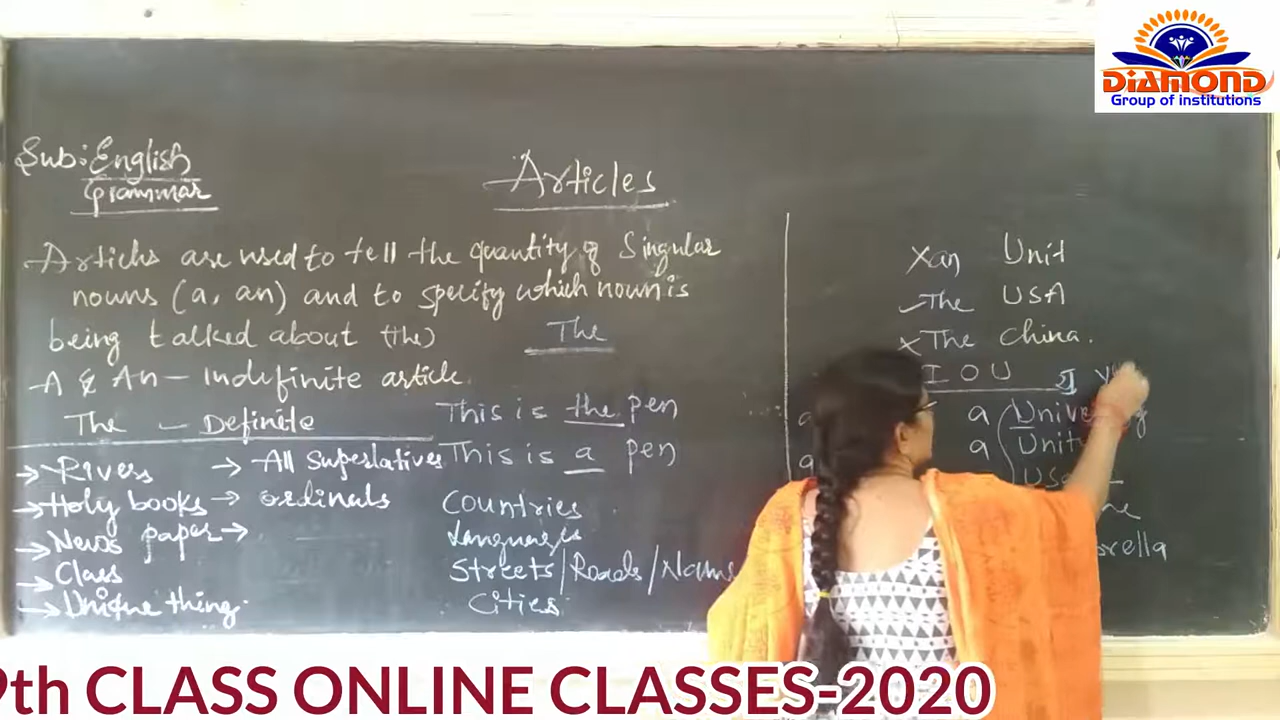 DIAMOND
Group of institutions
Sub: English
Grammar
Articles
Articles are used to tell the quantity of Singular
nouns (a, an) and to specify which noun is
being talked about (the)
The
A & An - Indefinite article
The - Definite
→ Rivers
→ Holy books
→ News paper
→ Class
→ Unique thing.
→ All Superlatives
→ ordinals
→
This is the pen
This is a pen
Countries
Languages
Streets/Roads/
Cities
X an Unit
✓ The USA
X The China.
I O U
a
a
a University
a
9th CLASS ONLINE CLASSES-2020